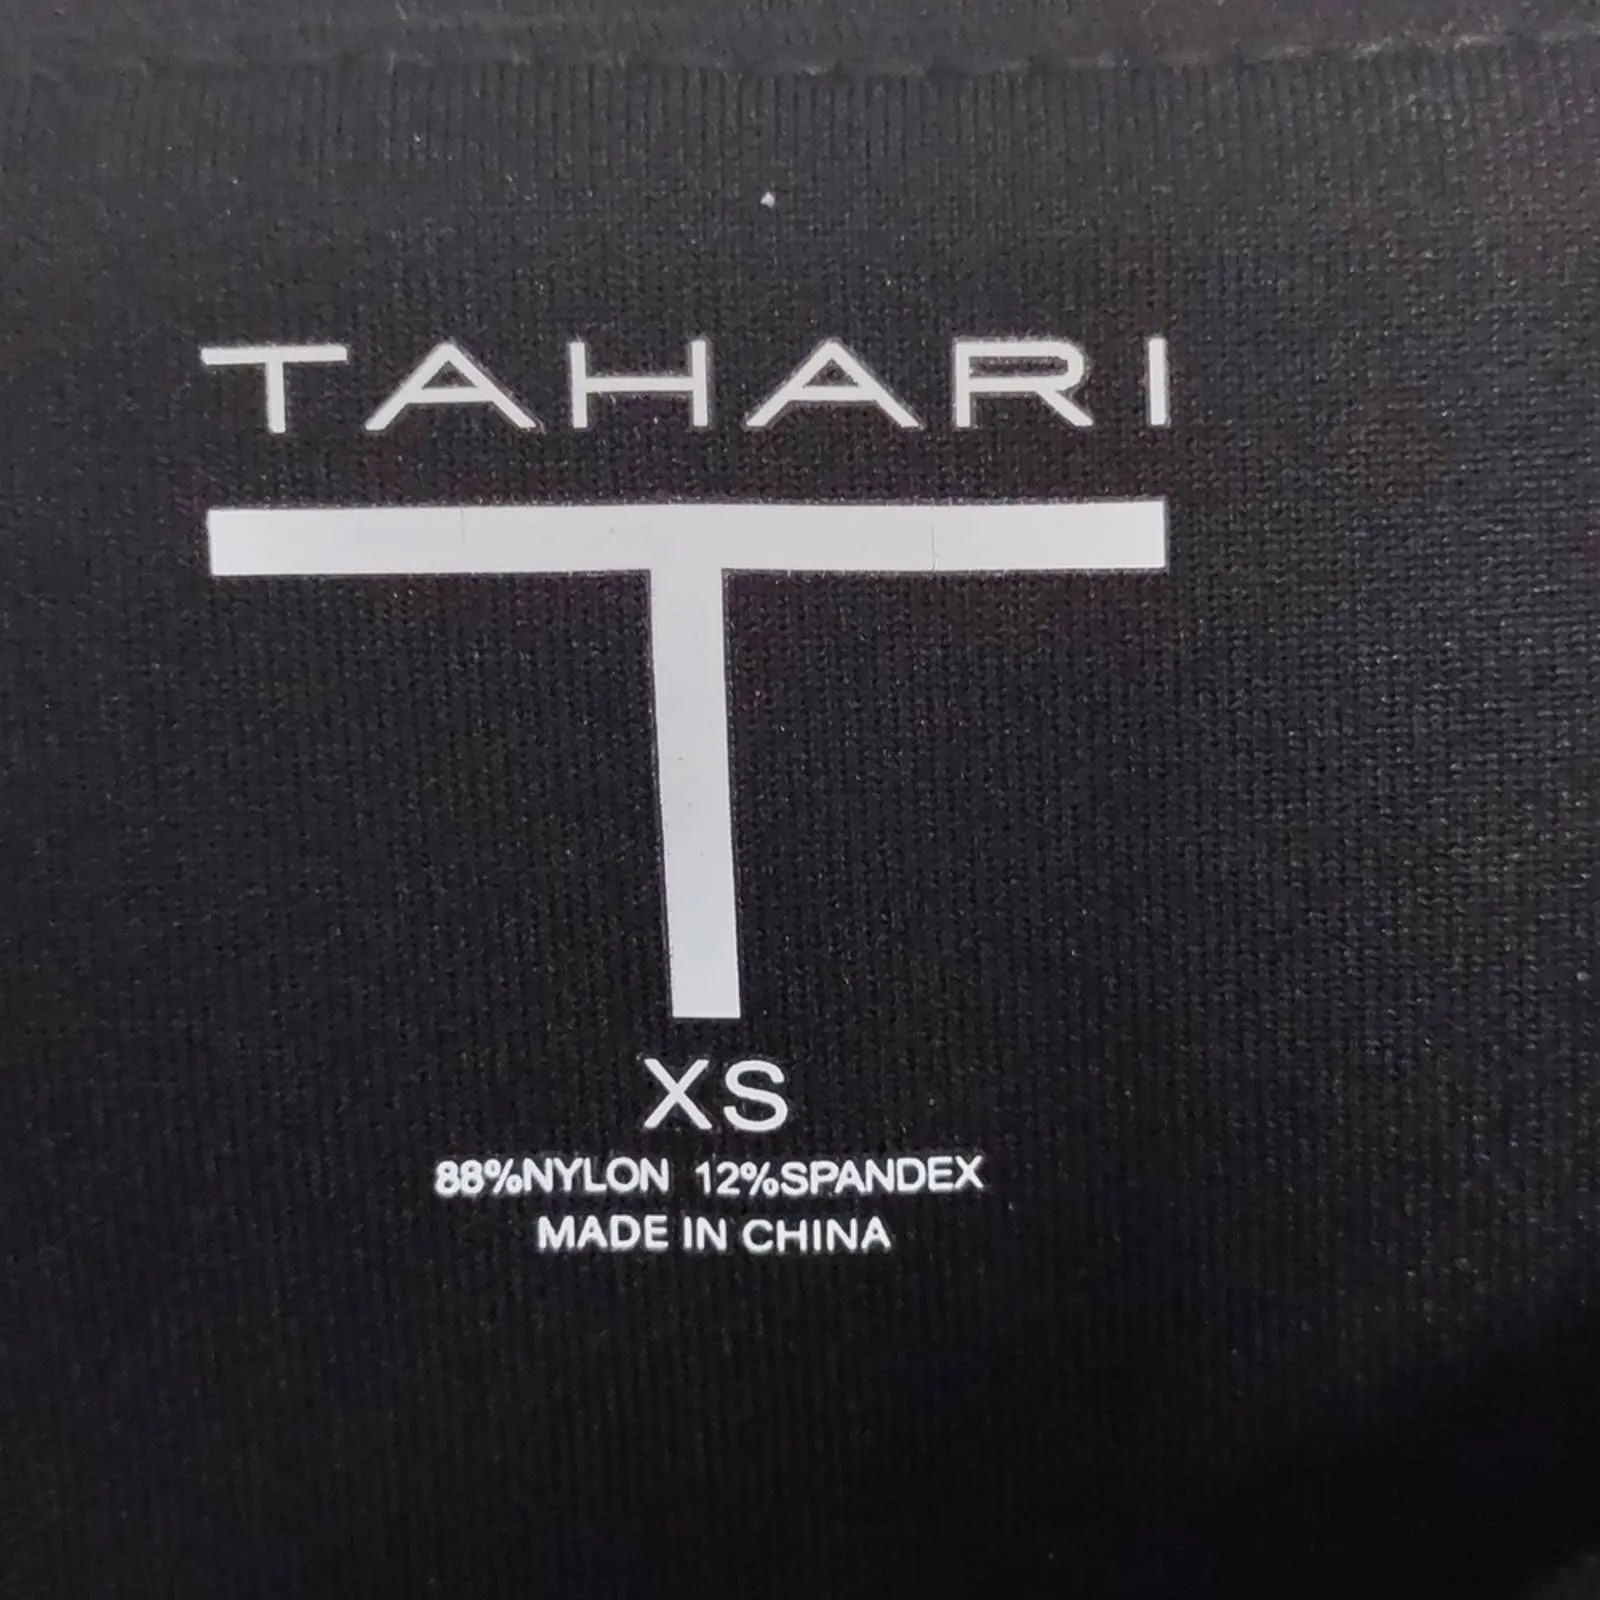 TAHARI
T
XS
88%NYLON 12%SPANDEX
MADE IN CHINA